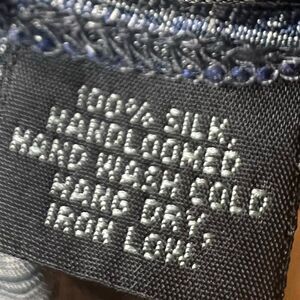 100% SILK,
HANDLOOMED
HAND WASH COLD
HANG DRY,
IRON LOW,